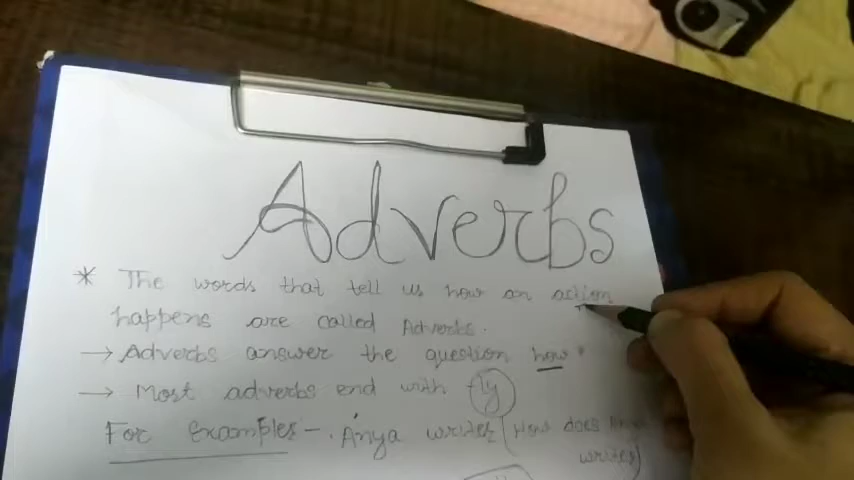 Adverbs
* The words that tell us how an action
happens are called Adverbs.
→ Adverbs answer the question how
→ Most adverbs end with ly
For examples - . Anya writes (How does
writes)